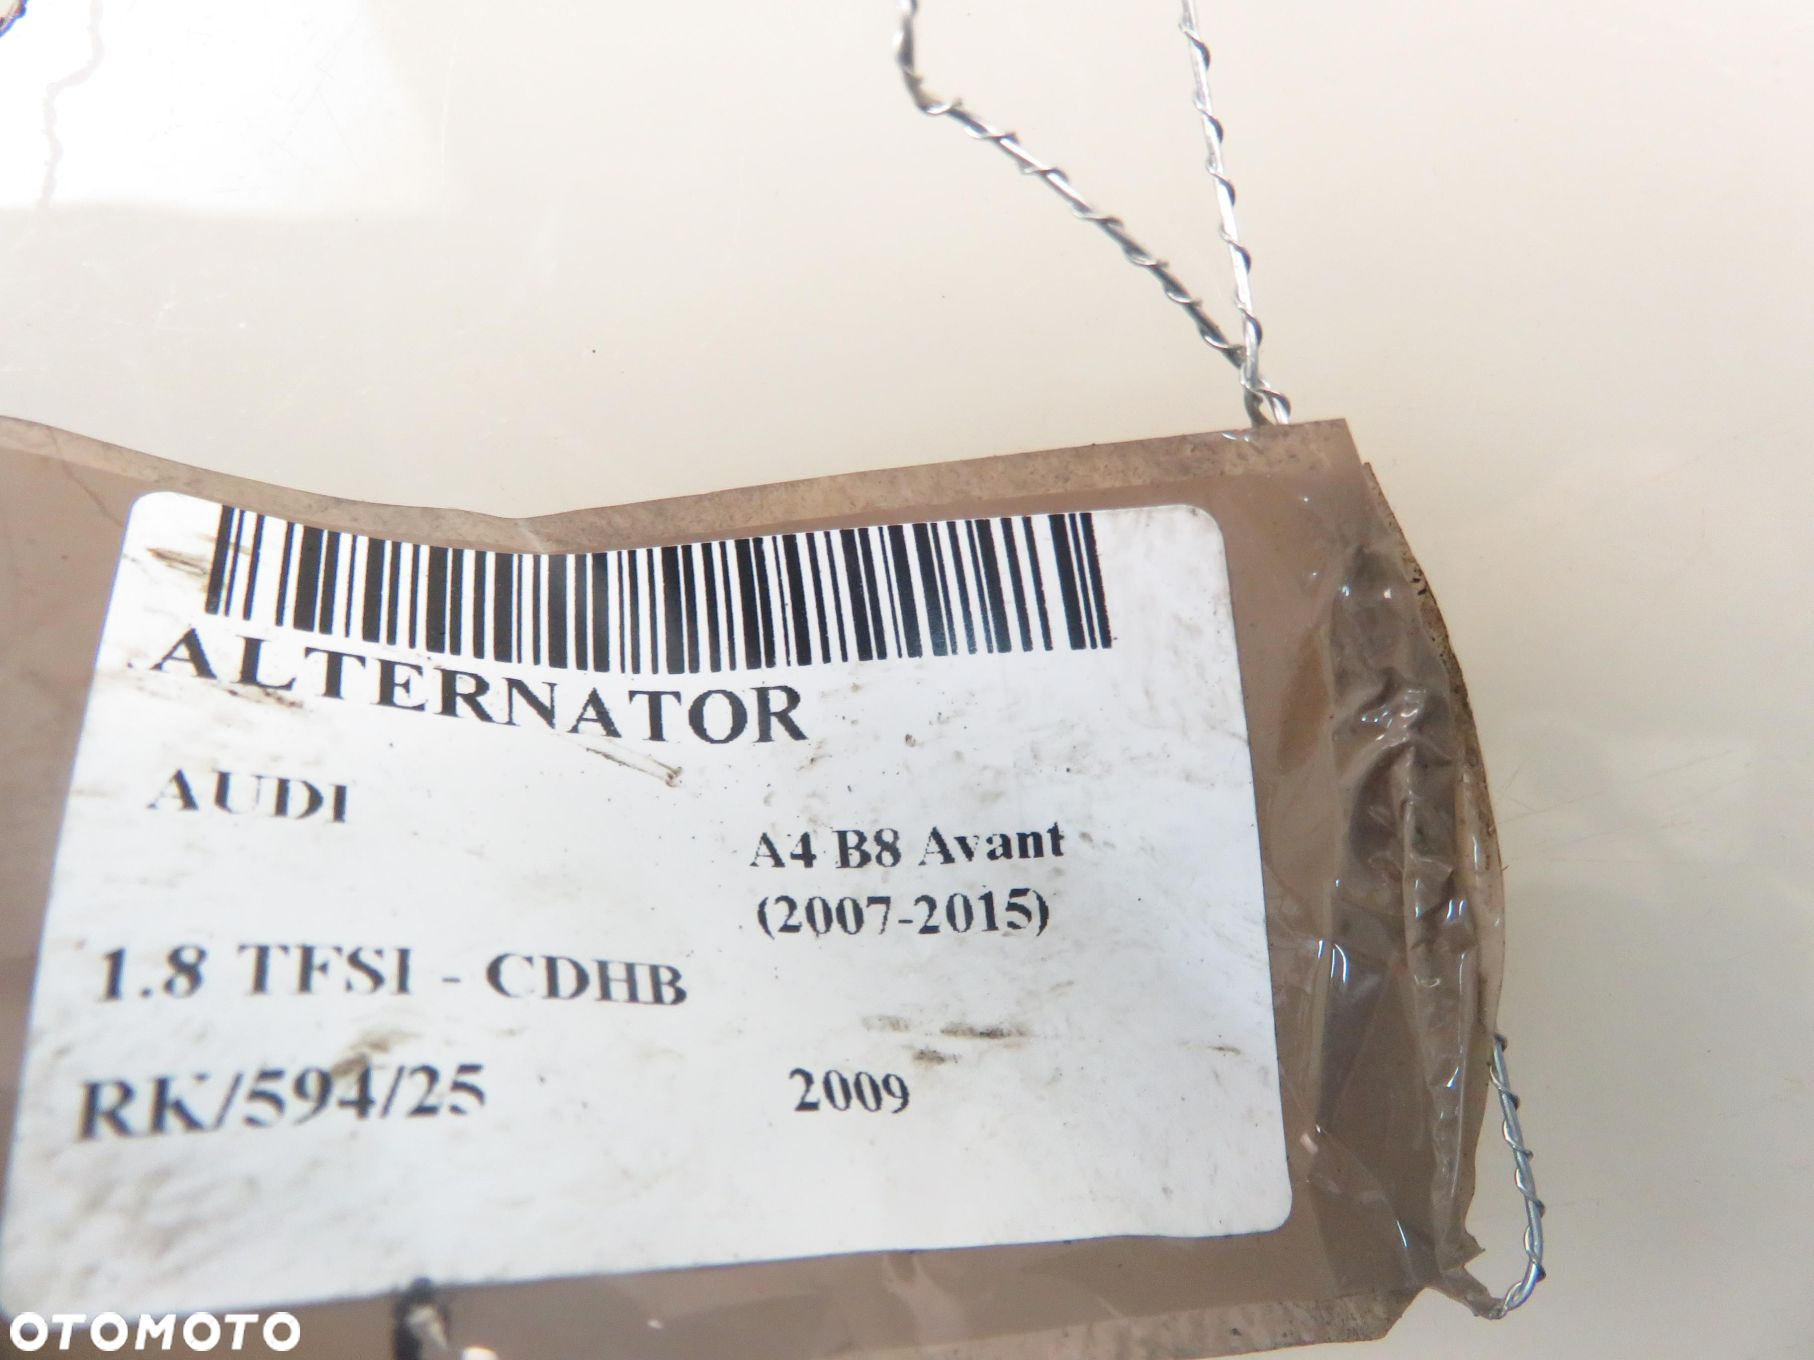 ALTERNATOR
AUDI
A4 B8 Avant
(2007-2015)
1.8 TFSI - CDHB
RK/594/25 2009
OTOMOTO